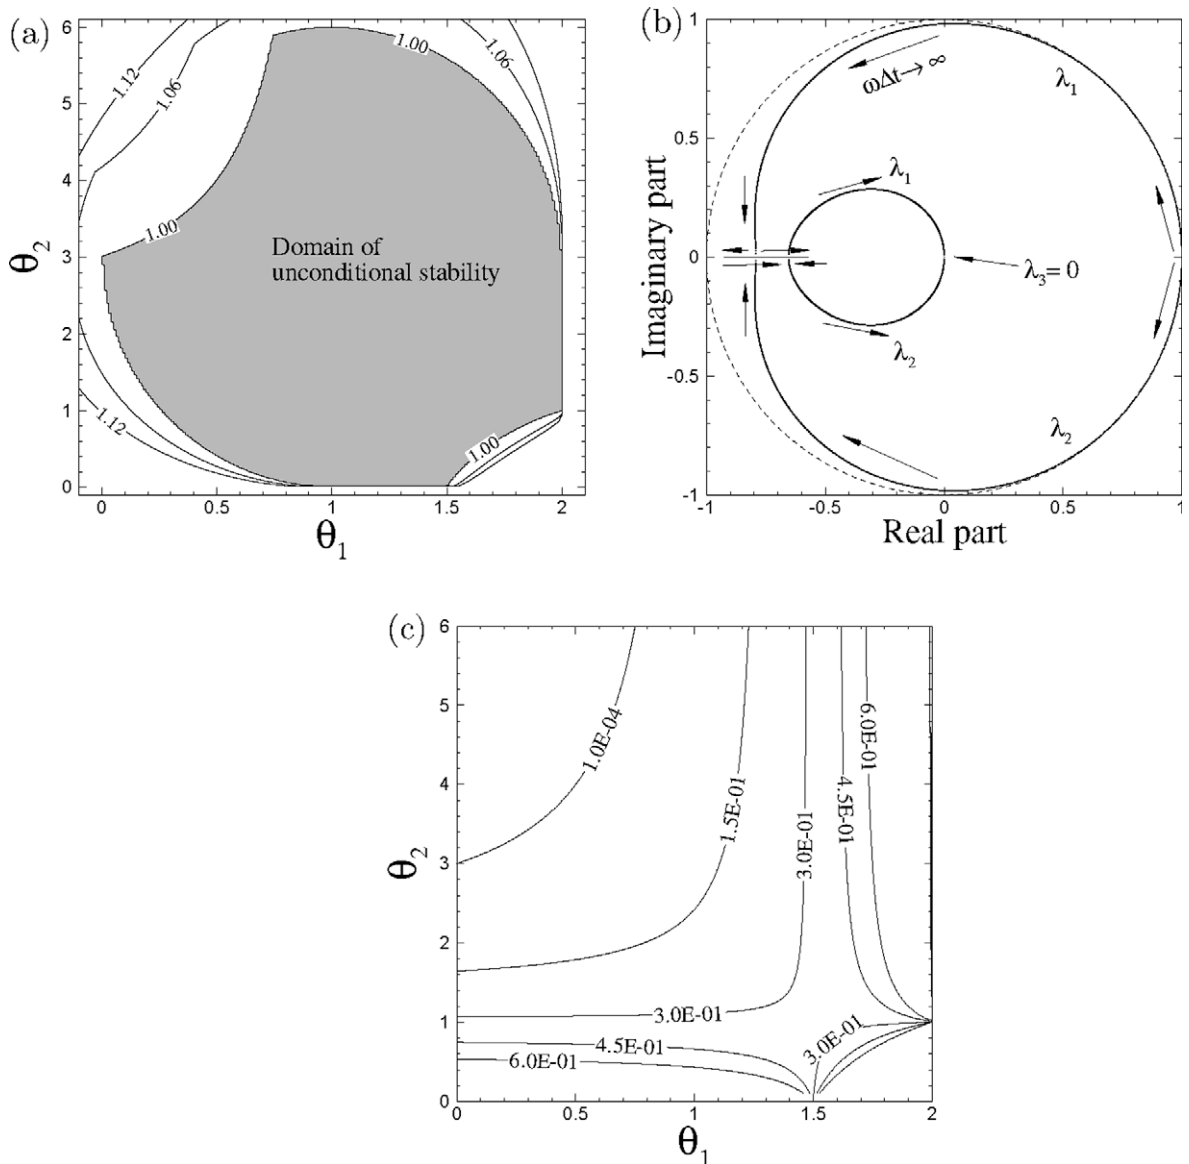 (a)
6
5
4
3
2
1
0
θ2
1.12
1.06
1.00
1.00
1.06
1.00
1.12
1.00
Domain of
unconditional stability
0
0.5
1
1.5
2
θ1
(b)
1
0.5
0
-0.5
-1
Imaginary part
ωΔt→ ∞
λ1
λ1
λ3= 0
λ2
λ2
-1
-0.5
0
0.5
1
Real part
(c)
6
5
4
3
2
1
0
θ2
1.0E-04
1.5E-01
3.0E-01
4.5E-01
6.0E-01
3.0E-01
4.5E-01
6.0E-01
3.0E-01
0
0.5
1
1.5
2
θ1